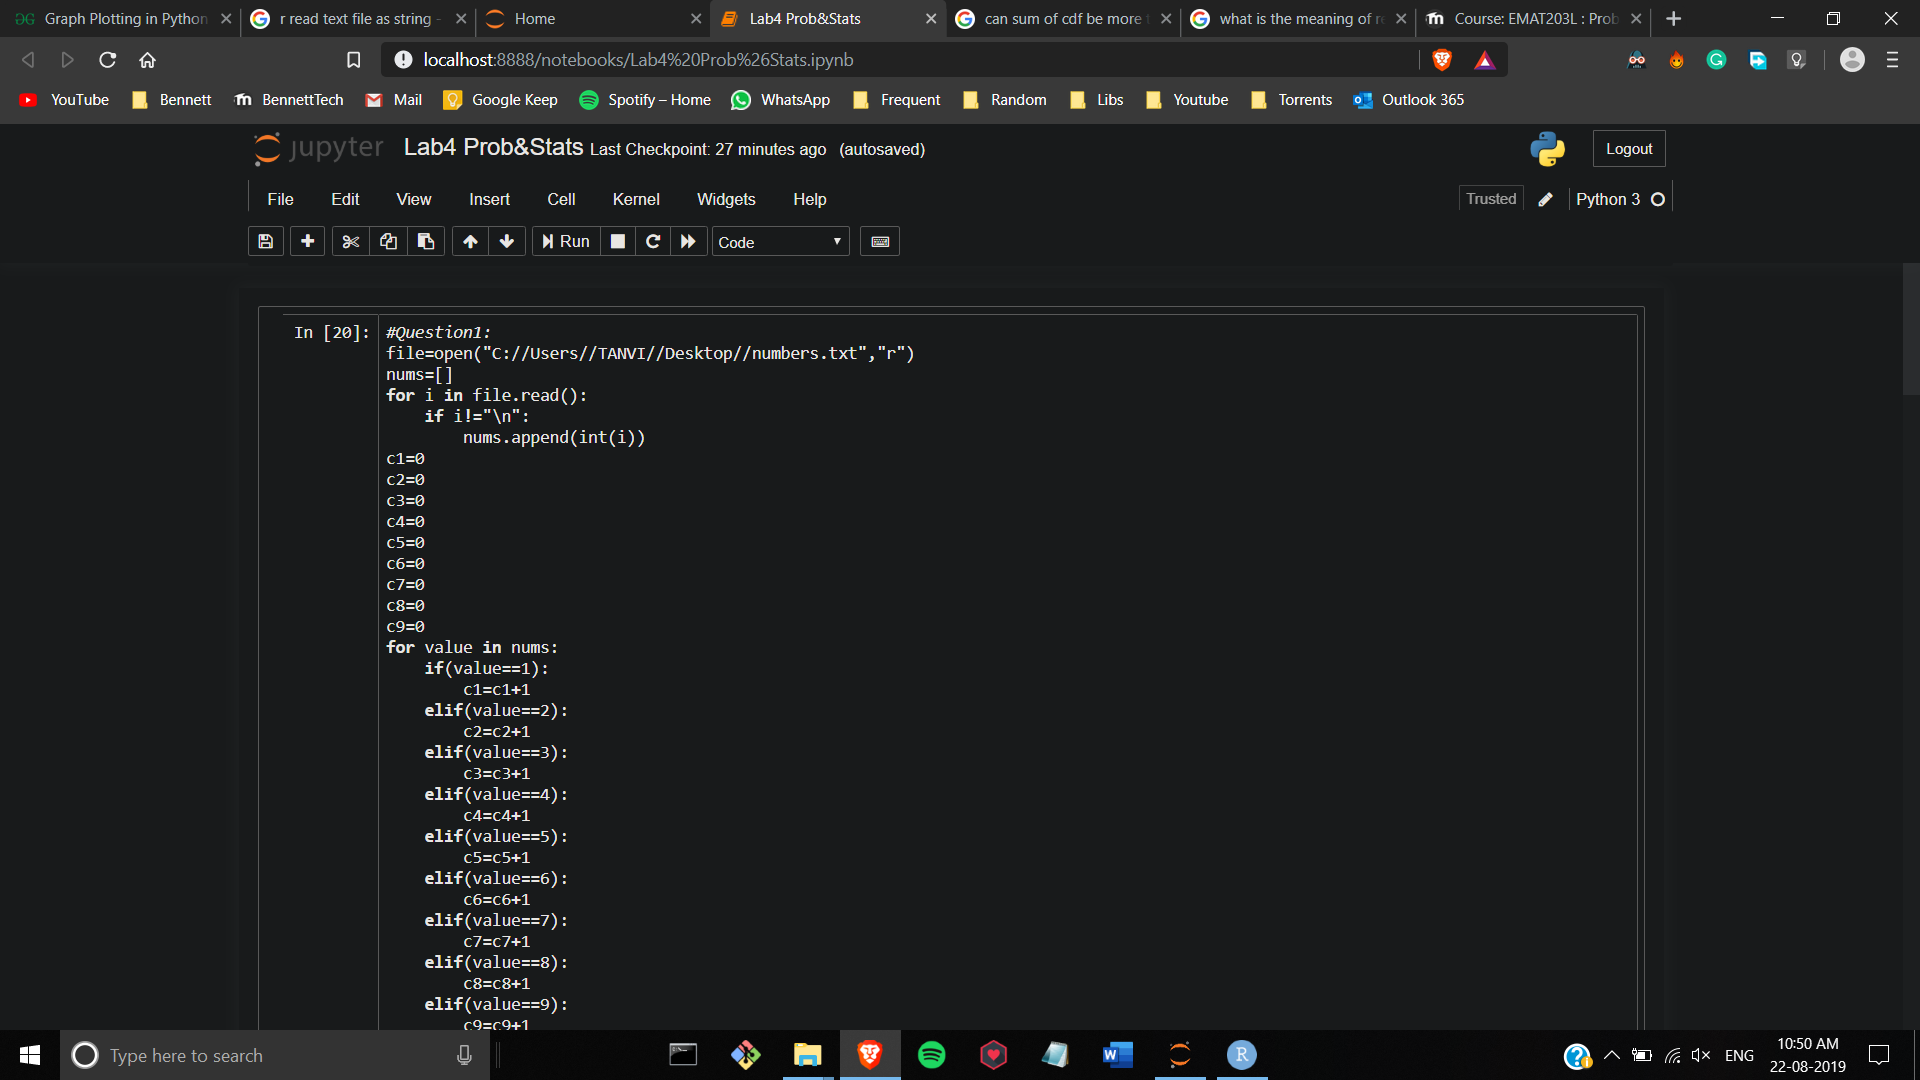 Graph Plotting in Python
r read text file as string -
Home
Lab4 Prob&Stats
can sum of cdf be more
what is the meaning of
Course: EMAT203L : Prob
localhost:8888/notebooks/Lab4%20Prob%26Stats.ipynb
YouTube
Bennett
BennettTech
Mail
Google Keep
Spotify – Home
WhatsApp
Frequent
Random
Libs
Youtube
Torrents
Outlook 365
jupyter Lab4 Prob&Stats Last Checkpoint: 27 minutes ago (autosaved)
Logout
File Edit View Insert Cell Kernel Widgets Help
Trusted
Python 3
Run
Code
In [20]:
#Question1:
file=open("C://Users//TANVI//Desktop//numbers.txt","r")
nums=[]
for i in file.read():
    if i!="\n":
        nums.append(int(i))
c1=0
c2=0
c3=0
c4=0
c5=0
c6=0
c7=0
c8=0
c9=0
for value in nums:
    if(value==1):
        c1=c1+1
    elif(value==2):
        c2=c2+1
    elif(value==3):
        c3=c3+1
    elif(value==4):
        c4=c4+1
    elif(value==5):
        c5=c5+1
    elif(value==6):
        c6=c6+1
    elif(value==7):
        c7=c7+1
    elif(value==8):
        c8=c8+1
    elif(value==9):
        c9=c9+1
Type here to search
ENG
10:50 AM
22-08-2019